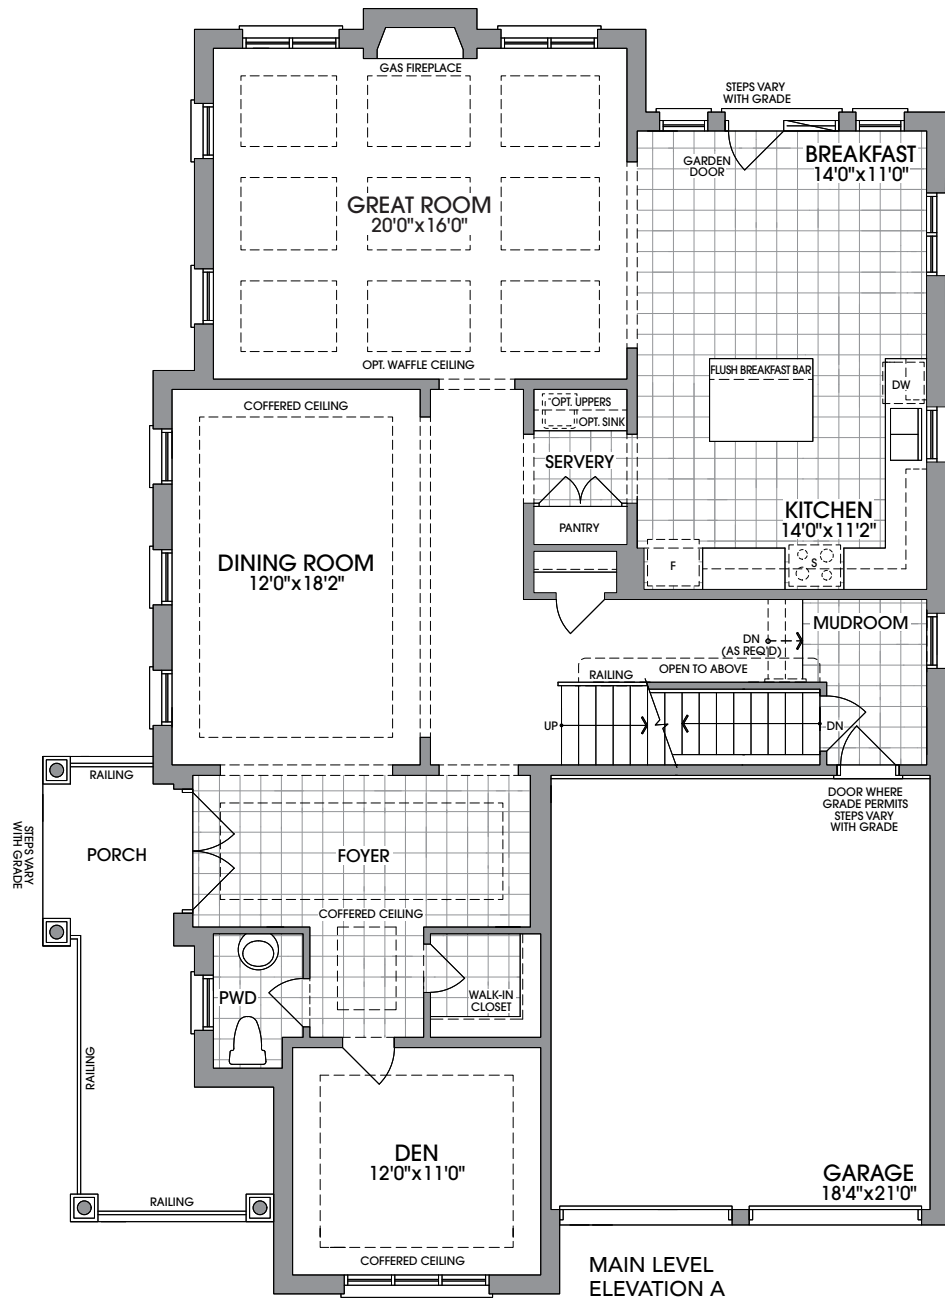 GAS FIREPLACE
STEPS VARY
WITH GRADE
GARDEN
DOOR
BREAKFAST
14'0"x11'0"
GREAT ROOM
20'0"x16'0"
OPT. WAFFLE CEILING
FLUSH BREAKFAST BAR
DW
COFFERED CEILING
OPT. UPPERS
OPT. SINK
SERVERY
PANTRY
KITCHEN
14'0"x11'2"
F
S
DINING ROOM
12'0"x18'2"
MUDROOM
DN
(AS REQ'D)
OPEN TO ABOVE
RAILING
UP
DN
RAILING
DOOR WHERE
GRADE PERMITS
STEPS VARY
WITH GRADE
STEPS VARY
WITH GRADE
PORCH
FOYER
COFFERED CEILING
PWD
WALK-IN
CLOSET
RAILING
DEN
12'0"x11'0"
GARAGE
18'4"x21'0"
RAILING
COFFERED CEILING
MAIN LEVEL
ELEVATION A